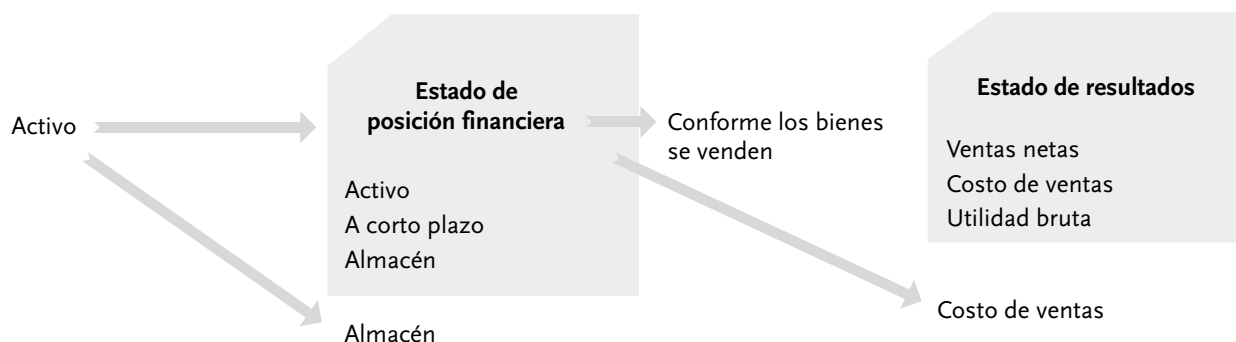 Activo
Estado de
posición financiera
Activo
A corto plazo
Almacén
Almacén
Conforme los bienes
se venden
Estado de resultados
Ventas netas
Costo de ventas
Utilidad bruta
Costo de ventas